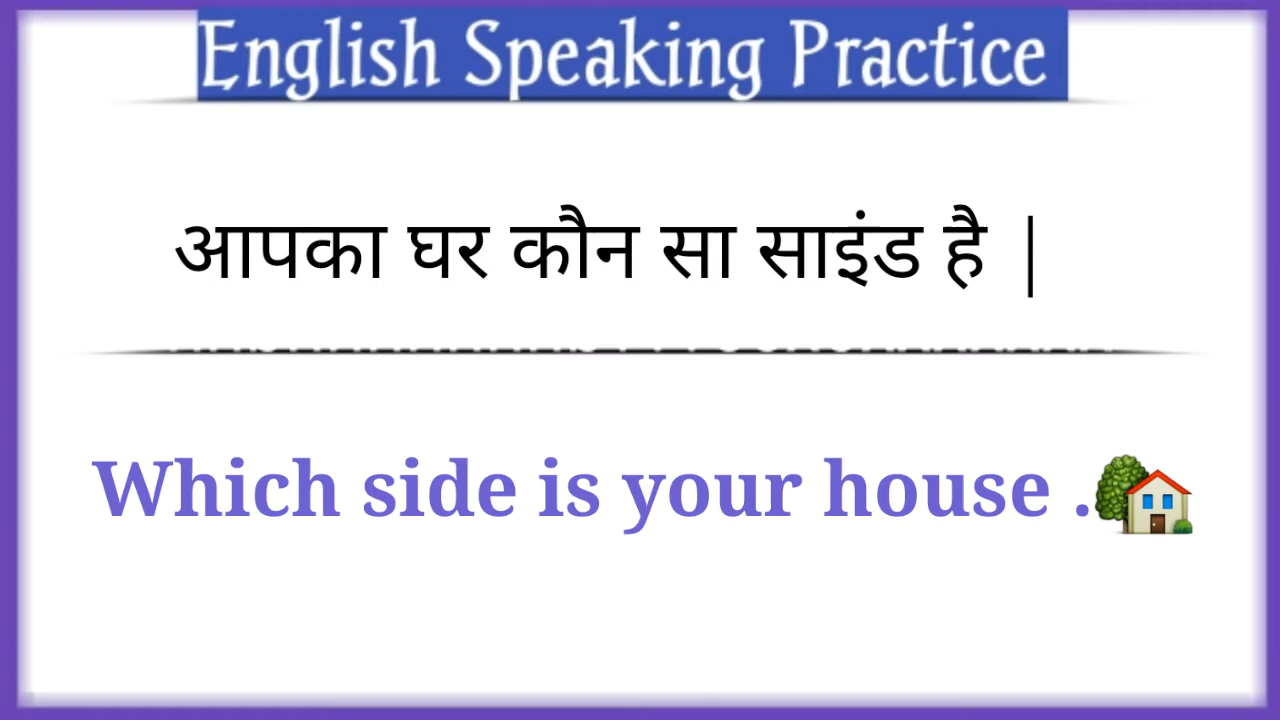 English Speaking Practice
आपका घर कौन सा साइंड है |
Which side is your house .